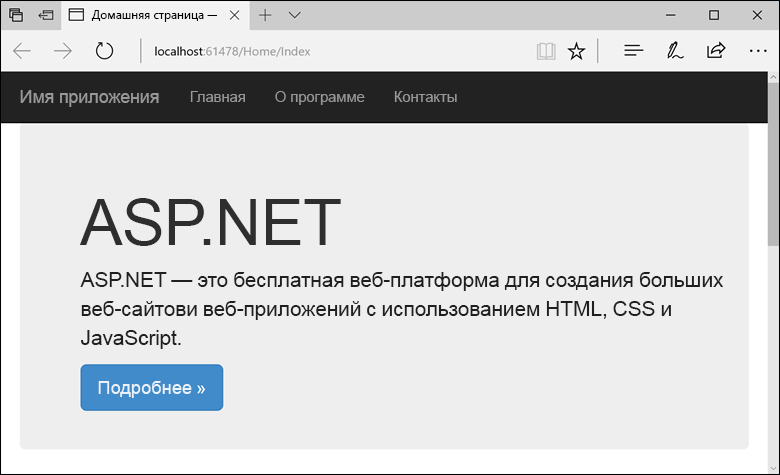 Домашняя страница —
localhost:61478/Home/Index
Имя приложения Главная О программе Контакты
ASP.NET
ASP.NET — это бесплатная веб-платформа для создания больших
веб-сайтови веб-приложений с использованием HTML, CSS и
JavaScript.
Подробнее »